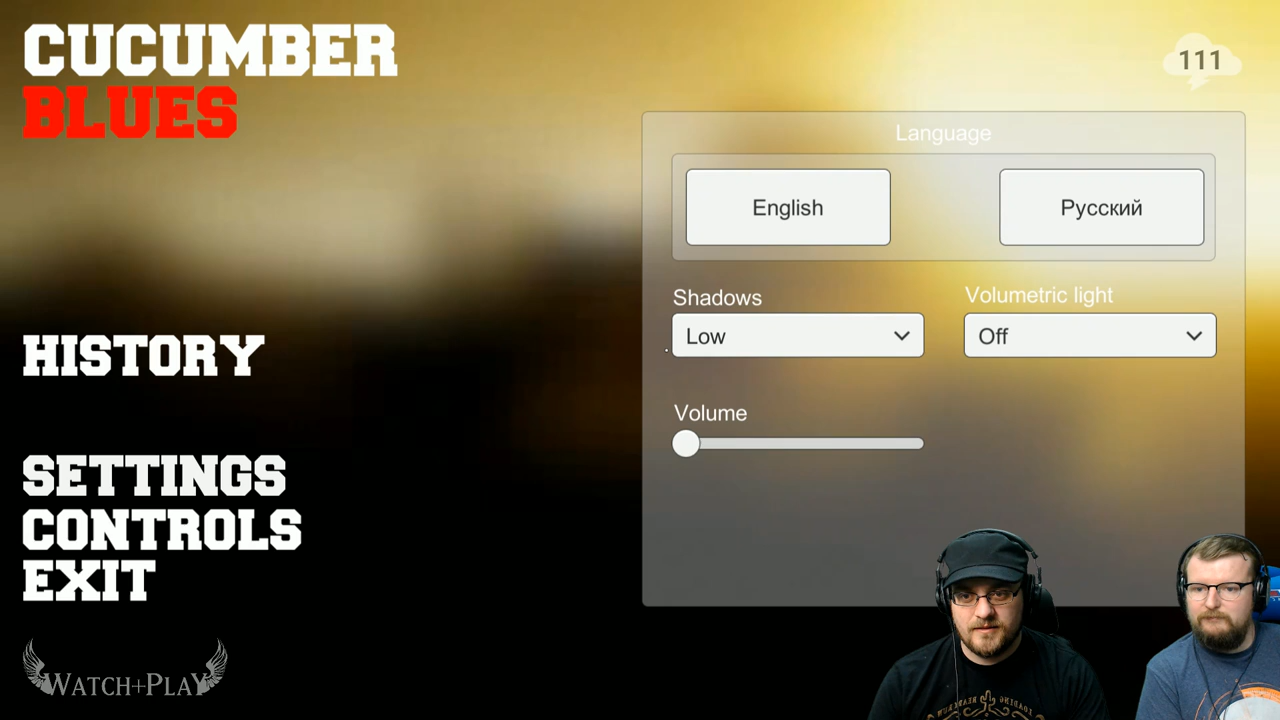 CUCUMBER
BLUES
111
Language
English
Русский
Shadows
Volumetric light
Low
Off
Volume
HISTORY
SETTINGS
CONTROLS
EXIT
WATCH+PLAY